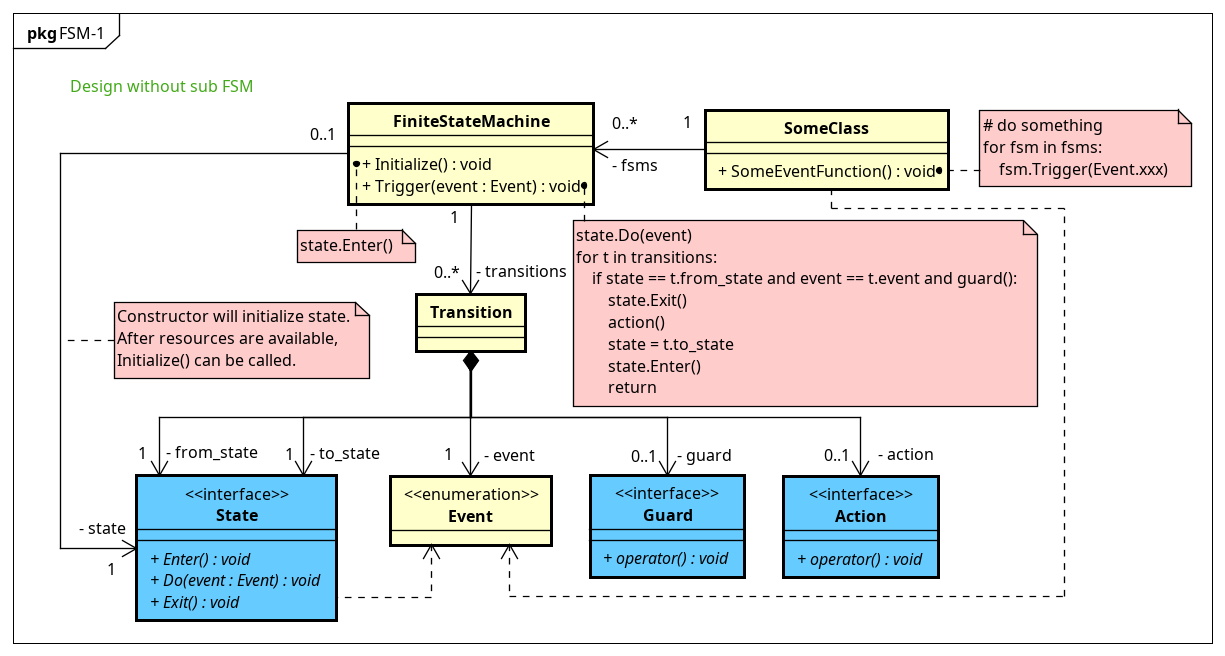 pkg FSM-1
Design without sub FSM
FiniteStateMachine
+ Initialize() : void
+ Trigger(event : Event) : void
0..1
0..*
1
- fsms
SomeClass
+ SomeEventFunction() : void
# do something
for fsm in fsms:
fsm.Trigger(Event.xxx)
state.Enter()
1
0..*
- transitions
state.Do(event)
for t in transitions:
if state == t.from_state and event == t.event and guard():
state.Exit()
action()
state = t.to_state
state.Enter()
return
Transition
Constructor will initialize state.
After resources are available,
Initialize() can be called.
1
- from_state
1
- to_state
1
- event
0..1
- guard
0..1
- action
- state
1
<<interface>>
State
+ Enter() : void
+ Do(event : Event) : void
+ Exit() : void
<<enumeration>>
Event
<<interface>>
Guard
+ operator() : void
<<interface>>
Action
+ operator() : void